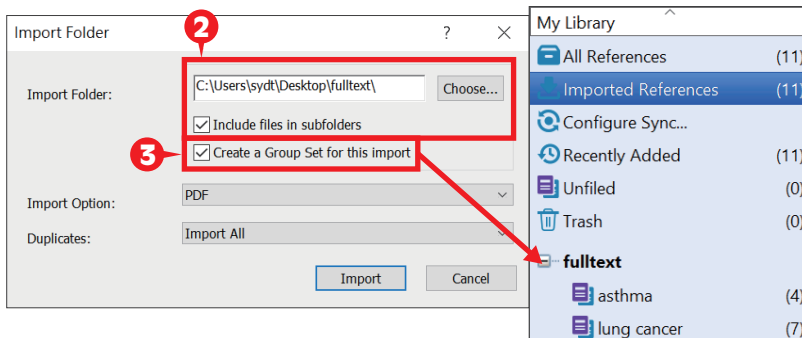 2
Import Folder ?
Import Folder: C:\Users\sydt\Desktop\fulltext\ Choose...
Include files in subfolders
3 Create a Group Set for this import
Import Option: PDF
Duplicates: Import All
Import Cancel
My Library
All References (11)
Imported References (11)
Configure Sync...
Recently Added (11)
Unfiled (0)
Trash (0)
fulltext
asthma (4)
lung cancer (7)